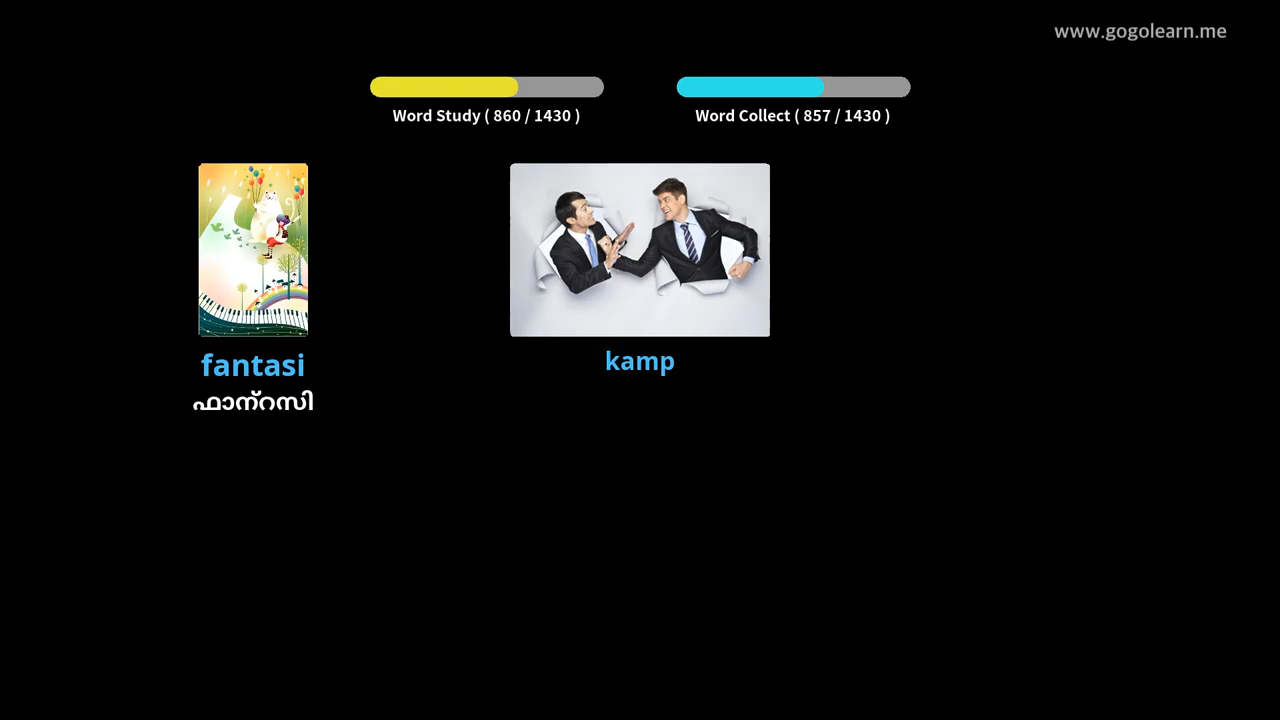 www.gogolearn.me
Word Study ( 860 / 1430 )
Word Collect ( 857 / 1430 )
fantasi
ഫാന്റസി
kamp